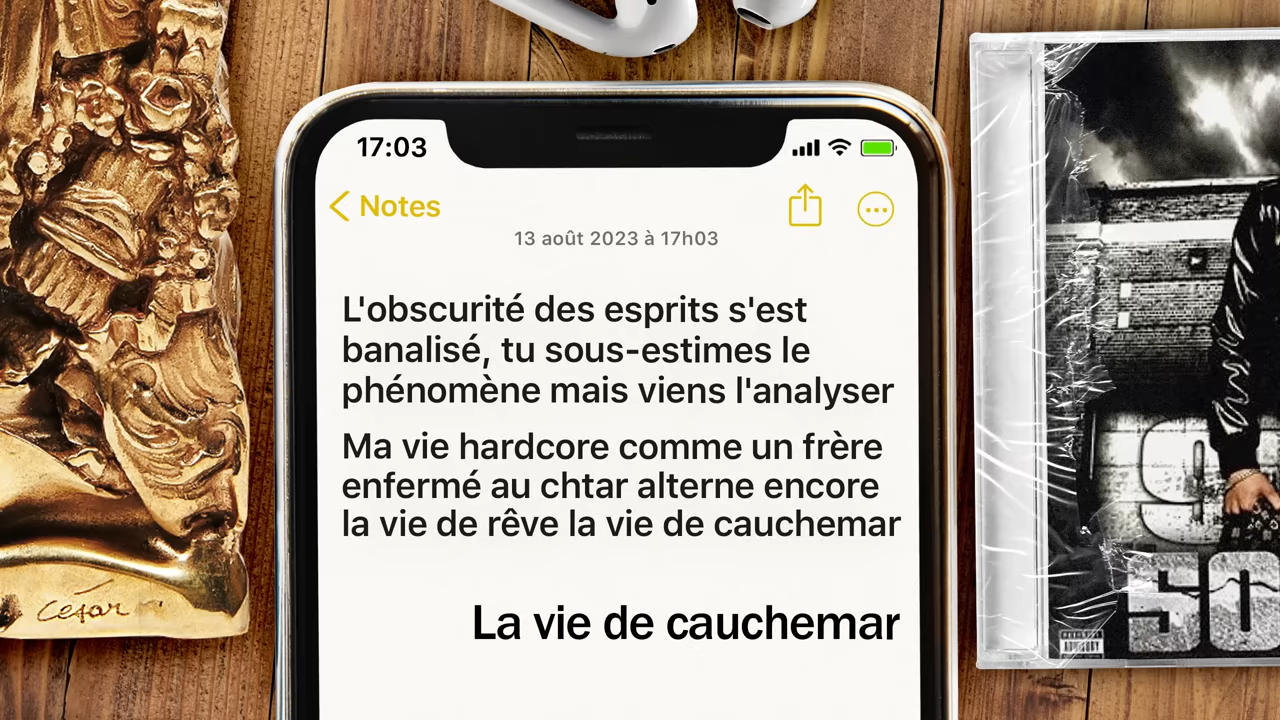 17:03
Notes
13 août 2023 à 17h03
L'obscurité des esprits s'est
banalisé, tu sous-estimes le
phénomène mais viens l'analyser
Ma vie hardcore comme un frère
enfermé au chtar alterne encore
la vie de rêve la vie de cauchemar
La vie de cauchemar
César
9
SO